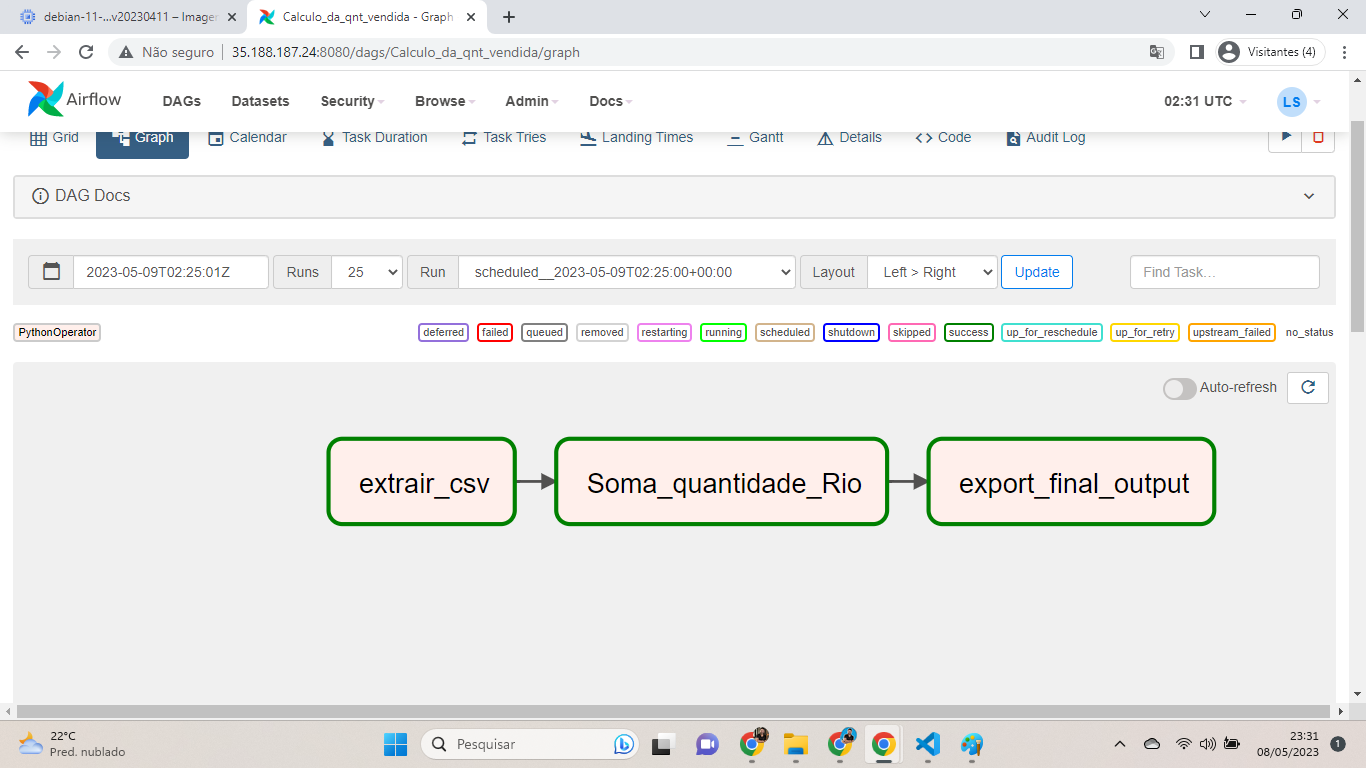 debian-11-...v20230411 – Imagen
Calculo_da_qnt_vendida - Graph
Não seguro
35.188.187.24:8080/dags/Calculo_da_qnt_vendida/graph
Visitantes (4)
Airflow
DAGs
Datasets
Security
Browse
Admin
Docs
02:31 UTC
LS
Grid
Graph
Calendar
Task Duration
Task Tries
Landing Times
Gantt
Details
Code
Audit Log
DAG Docs
2023-05-09T02:25:01Z
Runs
25
Run
scheduled__2023-05-09T02:25:00+00:00
Layout
Left > Right
Update
Find Task...
PythonOperator
deferred
failed
queued
removed
restarting
running
scheduled
shutdown
skipped
success
up_for_reschedule
up_for_retry
upstream_failed
no_status
Auto-refresh
extrair_csv
Soma_quantidade_Rio
export_final_output
22°C
Pred. nublado
Pesquisar
23:31
08/05/2023
1